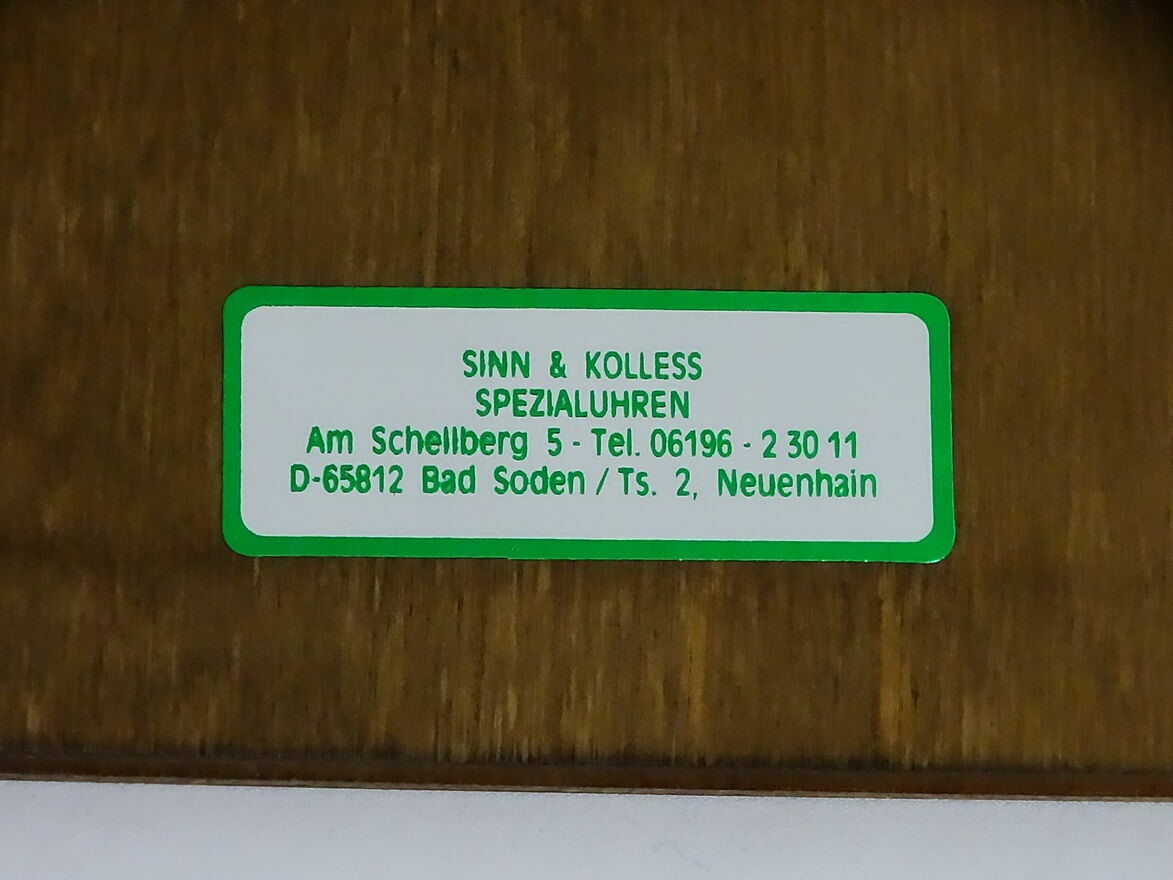 SINN & KOLLESS
SPEZIALUHREN
Am Schellberg 5 - Tel. 06196 - 2 30 11
D-65812 Bad Soden / Ts. 2, Neuenhain